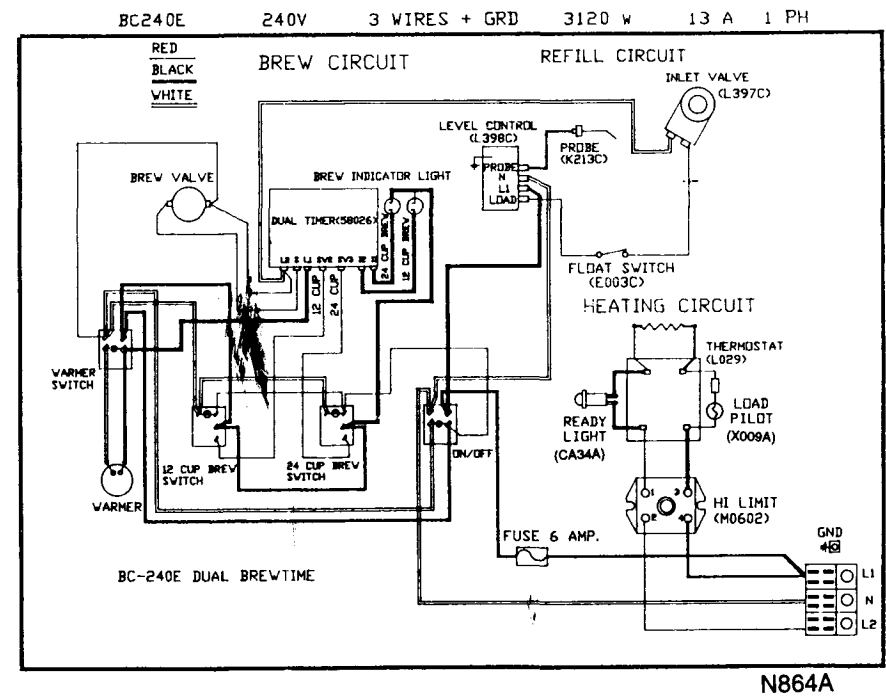 BC240E 240V 3 WIRES + GRD 3120 W 13 A 1 PH
RED
BLACK
WHITE
BREW CIRCUIT
REFILL CIRCUIT
INLET VALVE
(L397C)
LEVEL CONTROL
(L398C)
PROBE
(K213C)
PROBE
N
L1
LOAD
BREW VALVE
BREW INDICATOR LIGHT
DUAL TIMER(58026)
24 CUP BREW
12 CUP BREW
12 CUP
24 CUP
FLOAT SWITCH
(E003C)
HEATING CIRCUIT
THERMOSTAT
(L029)
WARMER
SWITCH
READY
LIGHT
(CA34A)
LOAD
PILOT
(X009A)
12 CUP BREW
SWITCH
24 CUP BREW
SWITCH
ON/OFF
WARMER
1
3
2
4
HI LIMIT
(M0602)
FUSE 6 AMP.
GND
L1
N
L2
BC-240E DUAL BREWTIME
N864A